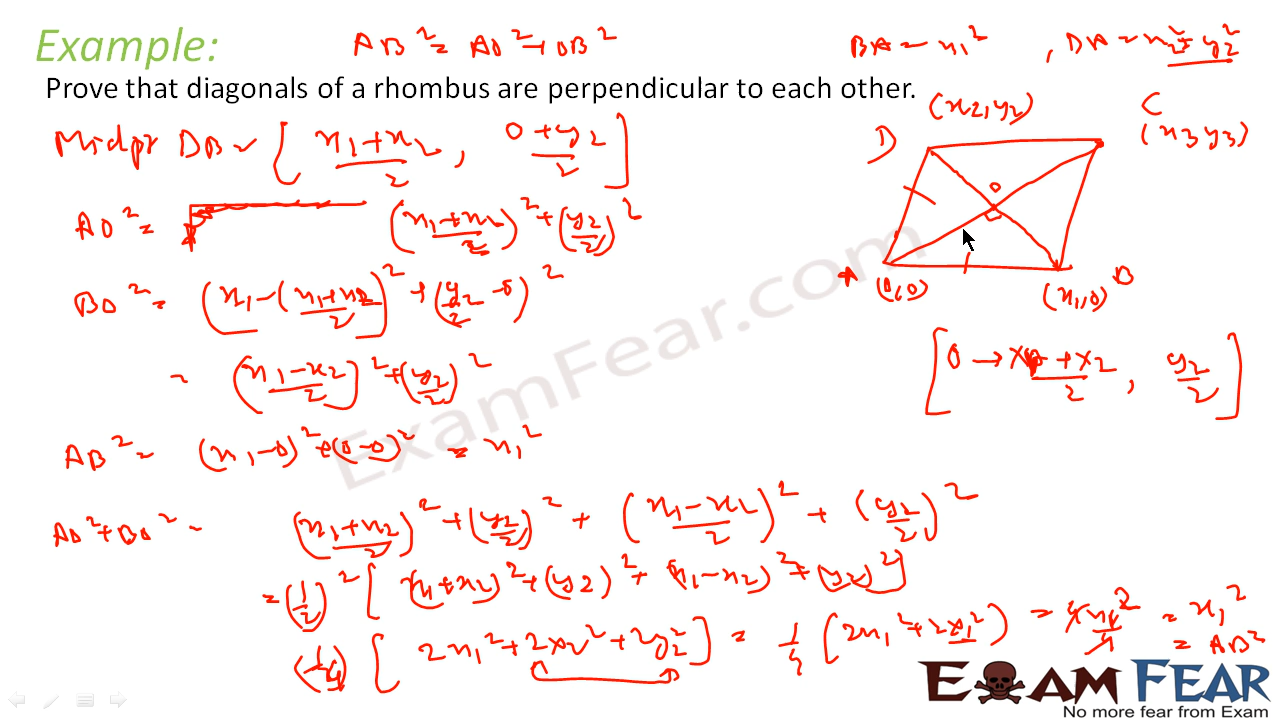 Example:
AB² = AO² + OB²
BA = x₁² , DA = x₂² + y₂²
Prove that diagonals of a rhombus are perpendicular to each other.
Midpt DB = [ (x₁+x₂)/2 , (0+y₂)/2 ]
(x2, y2)
C
D
(x3 y3)
AO² = ((x₁+x₂)/2)² + (y₂/2)²
O
BO² = (x₁ - (x₁+x₂)/2)² + (y₂/2 - 0)²
A (0,0)
(x₁,0) B
= ((x₁-x₂)/2)² + (y₂/2)²
[ O → (x₁+x₂)/2 , y₂/2 ]
AB² = (x₁-0)² + (0-0)² = x₁²
AO² + BO² = ((x₁+x₂)/2)² + (y₂/2)² + ((x₁-x₂)/2)² + (y₂/2)²
= (1/2)² [ (x₁+x₂)² + (y₂)² + (x₁-x₂)² + (y₂)² ]
(1/4) [ 2x₁² + 2x₂² + 2y₂² ] = 1/4 [ 2x₁² + 2x₁² ) = 4x₁²/4 = x₁²
= AB²
ExamFear.com
EXAM FEAR
No more fear from Exam